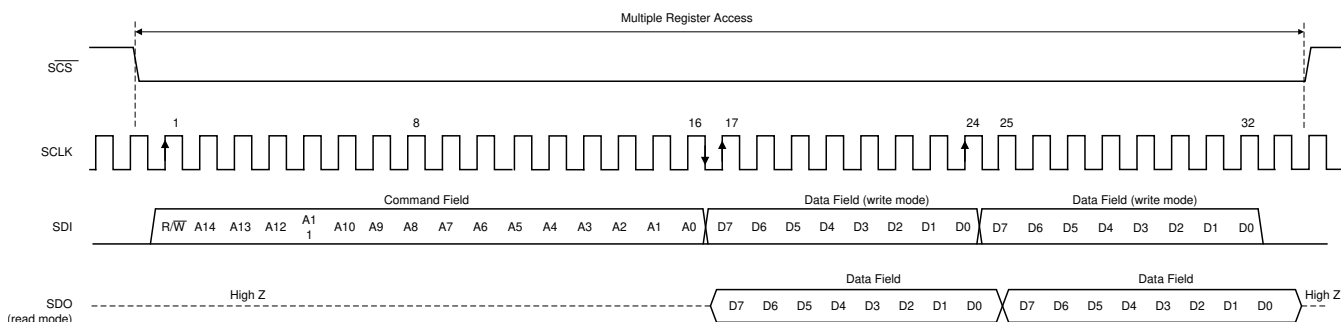 Multiple Register Access
SCS
1 8 16 17 24 25 32
SCLK
Command Field Data Field (write mode) Data Field (write mode)
SDI R/W A14 A13 A12 A1 1 A10 A9 A8 A7 A6 A5 A4 A3 A2 A1 A0 D7 D6 D5 D4 D3 D2 D1 D0 D7 D6 D5 D4 D3 D2 D1 D0
Data Field Data Field
High Z High Z
SDO D7 D6 D5 D4 D3 D2 D1 D0 D7 D6 D5 D4 D3 D2 D1 D0
(read mode)